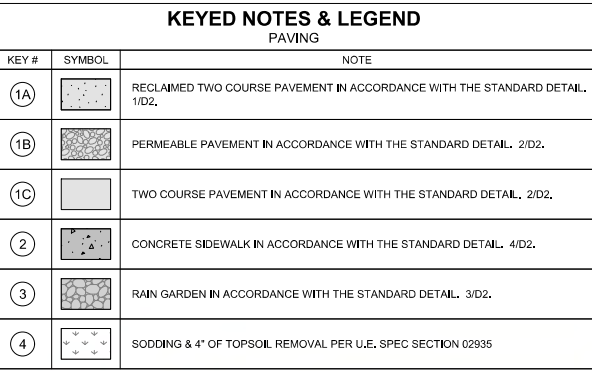 KEYED NOTES & LEGEND
PAVING
KEY # SYMBOL NOTE
1A RECLAIMED TWO COURSE PAVEMENT IN ACCORDANCE WITH THE STANDARD DETAIL.
1/D2.
1B PERMEABLE PAVEMENT IN ACCORDANCE WITH THE STANDARD DETAIL. 2/D2.
1C TWO COURSE PAVEMENT IN ACCORDANCE WITH THE STANDARD DETAIL. 2/D2.
2 CONCRETE SIDEWALK IN ACCORDANCE WITH THE STANDARD DETAIL. 4/D2.
3 RAIN GARDEN IN ACCORDANCE WITH THE STANDARD DETAIL. 3/D2.
4 SODDING & 4" OF TOPSOIL REMOVAL PER U.E. SPEC SECTION 02935